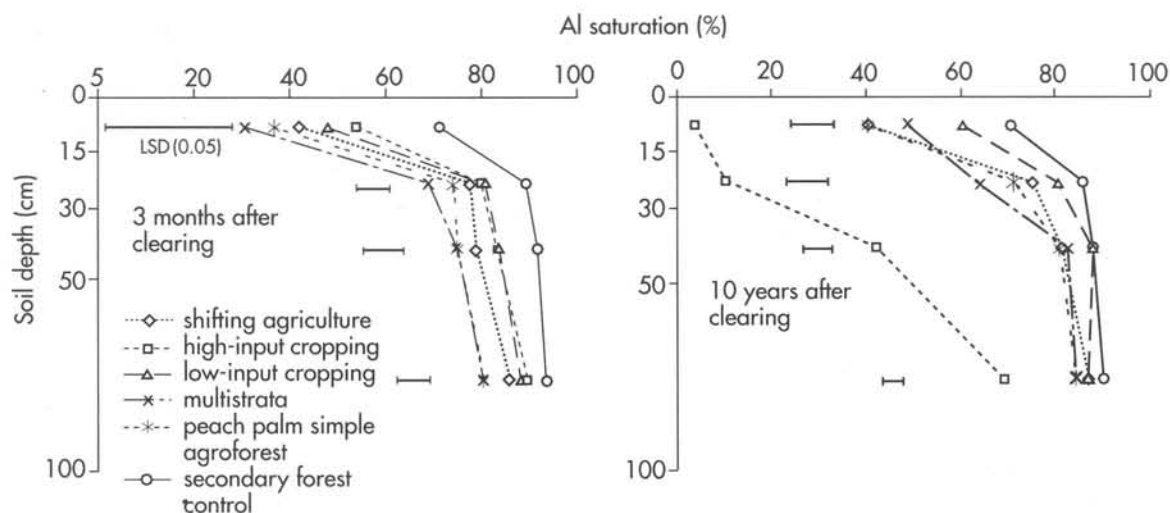 Al saturation (%)
5 20 40 60 80 100
0 20 40 60 80 100
0
15
30
50
100
Soil depth (cm)
LSD (0.05)
3 months after
clearing
shifting agriculture
high-input cropping
low-input cropping
multistrata
peach palm simple
agroforest
secondary forest
control
0
15
30
50
100
10 years after
clearing